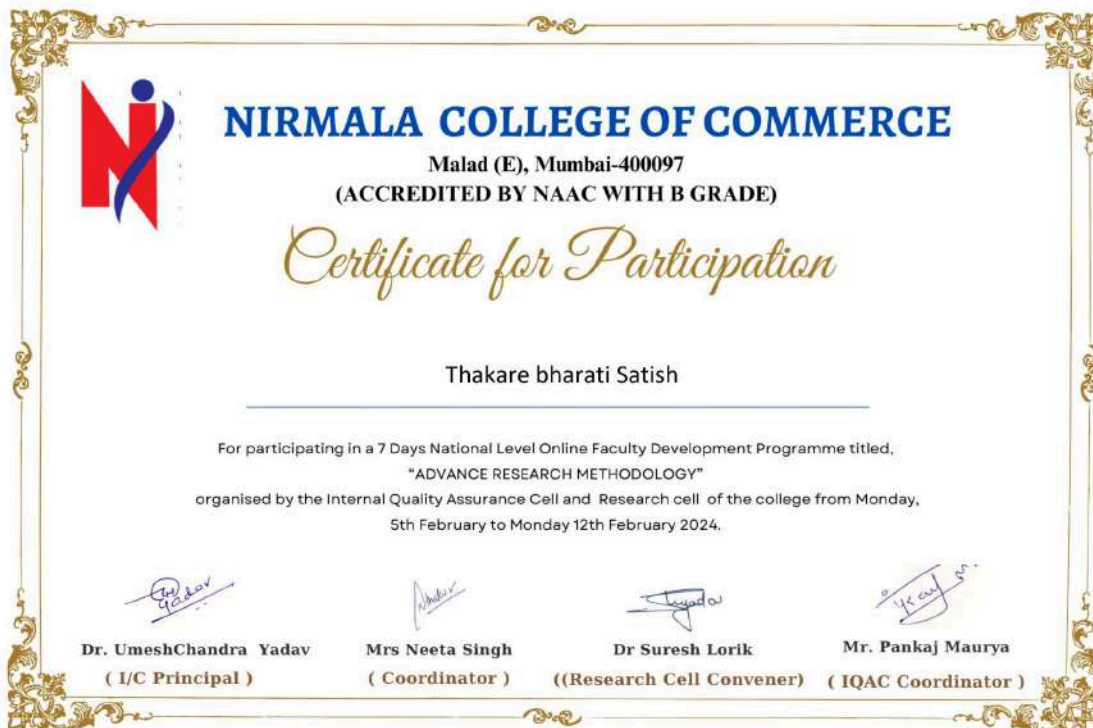 NIRMALA COLLEGE OF COMMERCE
Malad (E), Mumbai-400097
(ACCREDITED BY NAAC WITH B GRADE)
Certificate for Participation
Thakare bharati Satish
For participating in a 7 Days National Level Online Faculty Development Programme titled,
“ADVANCE RESEARCH METHODOLOGY”
organised by the Internal Quality Assurance Cell and Research cell of the college from Monday,
5th February to Monday 12th February 2024.
Dr. UmeshChandra Yadav
( I/C Principal )
Mrs Neeta Singh
( Coordinator )
Dr Suresh Lorik
((Research Cell Convener)
Mr. Pankaj Maurya
( IQAC Coordinator )